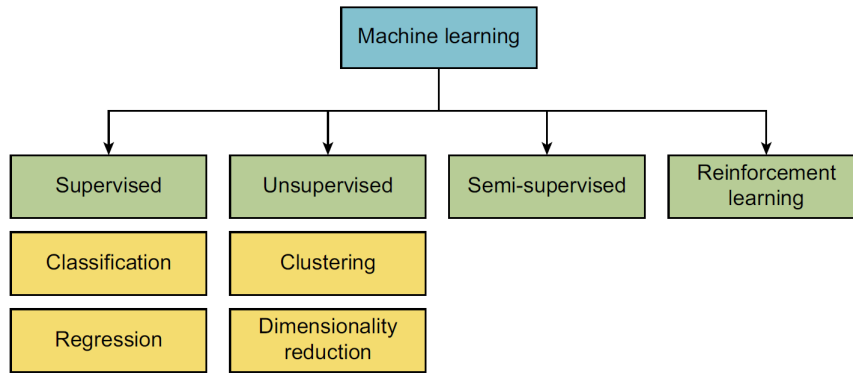 Machine learning
Supervised
Unsupervised
Semi-supervised
Reinforcement
learning
Classification
Clustering
Regression
Dimensionality
reduction